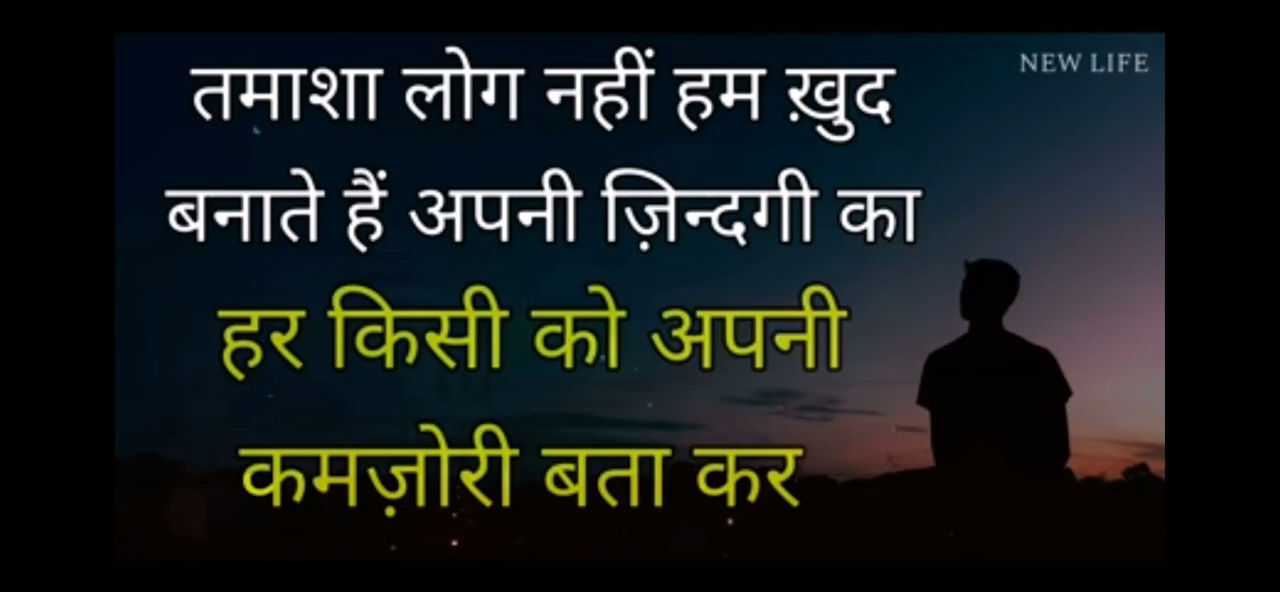 NEW LIFE
तमाशा लोग नहीं हम ख़ुद
बनाते हैं अपनी ज़िन्दगी का
हर किसी को अपनी
कमज़ोरी बता कर